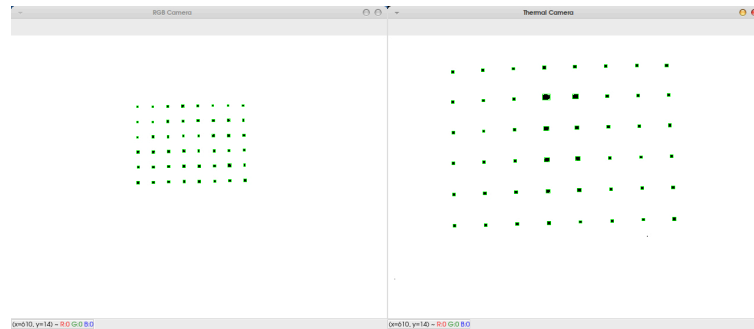 RGB Camera
Thermal Camera
(x=610, y=14) ~ R:0 G:0 B:0
(x=610, y=14) ~ R:0 G:0 B:0